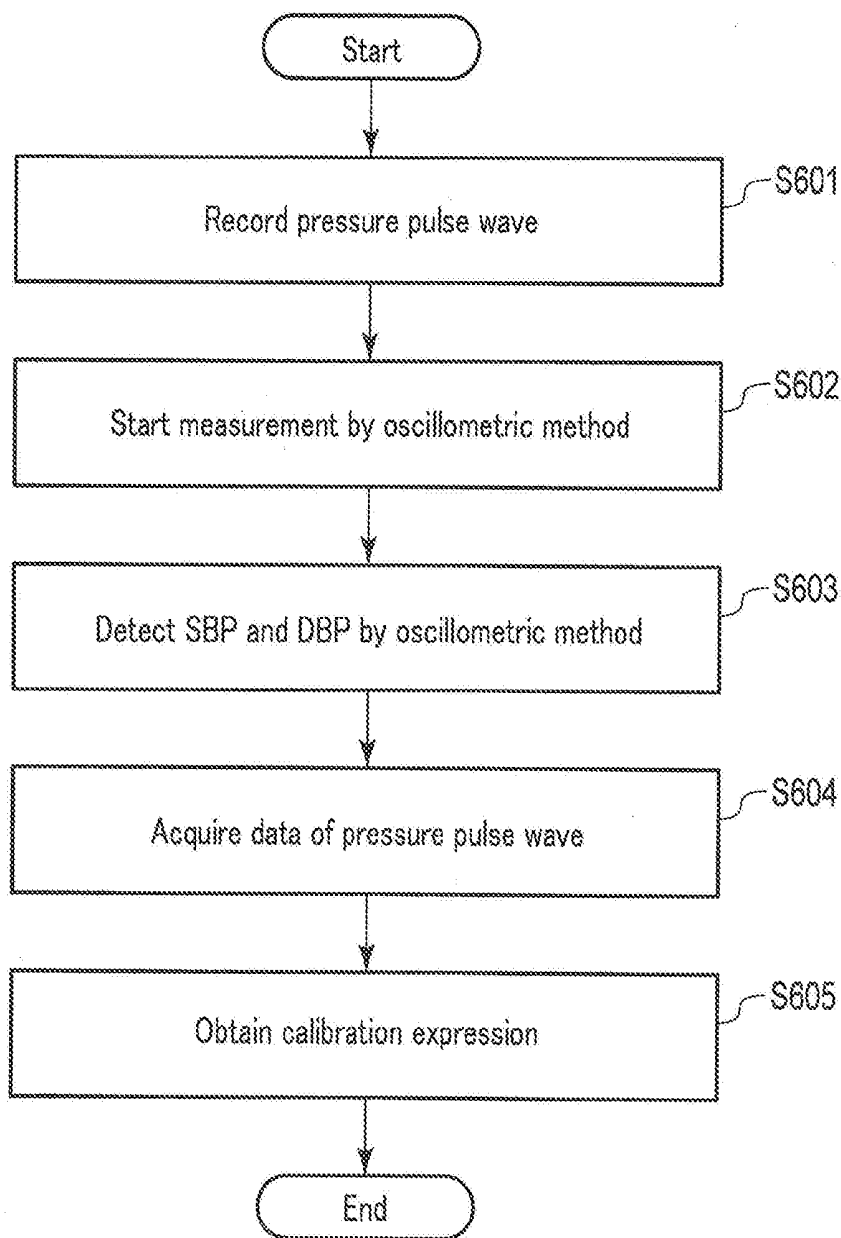 Start
Record pressure pulse wave
S601
Start measurement by oscillometric method
S602
Detect SBP and DBP by oscillometric method
S603
Acquire data of pressure pulse wave
S604
Obtain calibration expression
S605
End